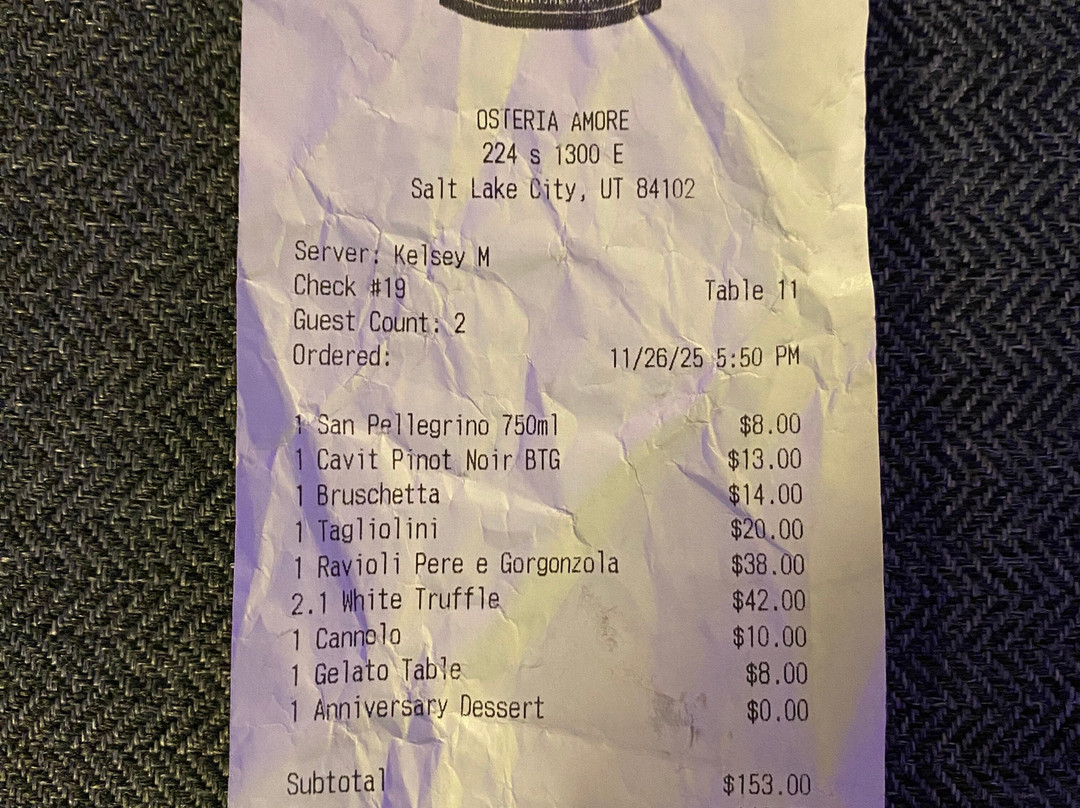 OSTERIA AMORE
224 s 1300 E
Salt Lake City, UT 84102
Server: Kelsey M
Check #19 Table 11
Guest Count: 2
Ordered: 11/26/25 5:50 PM
1 San Pellegrino 750ml $8.00
1 Cavit Pinot Noir BTG $13.00
1 Bruschetta $14.00
1 Tagliolini $20.00
1 Ravioli Pere e Gorgonzola $38.00
2.1 White Truffle $42.00
1 Cannolo $10.00
1 Gelato Table $8.00
1 Anniversary Dessert $0.00
Subtotal $153.00